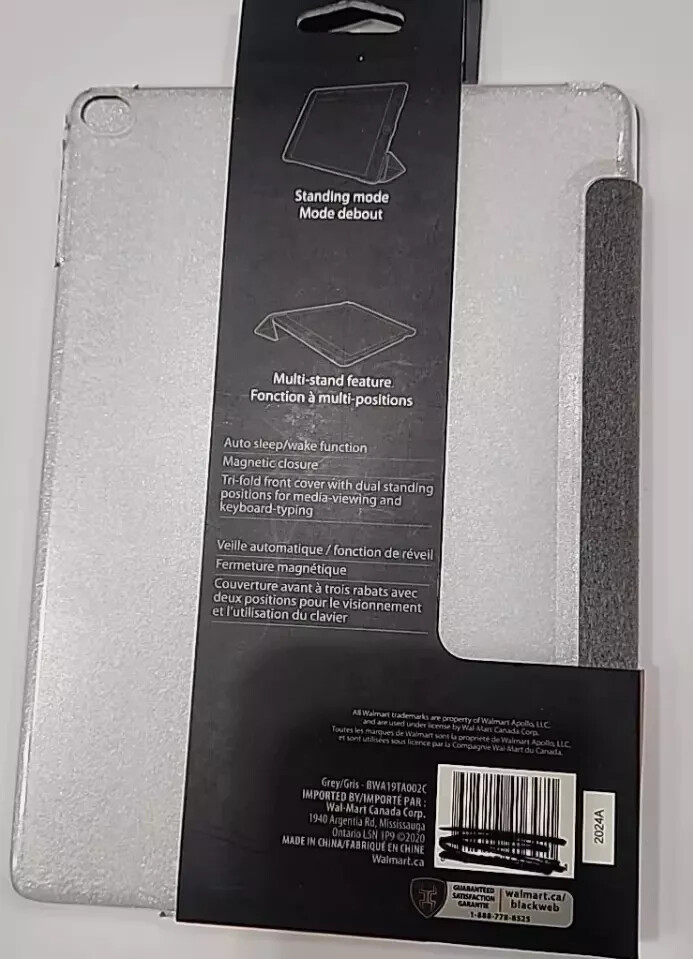 Standing mode
Mode debout
Multi-stand feature
Fonction à multi-positions
Auto sleep/wake function
Magnetic closure
Tri-fold front cover with dual standing
positions for media-viewing and
keyboard-typing
Veille automatique / fonction de réveil
Fermeture magnétique
Couverture avant à trois rabats avec
deux positions pour le visionnement
et l'utilisation du clavier
All Walmart trademarks are property of Walmart Apollo, LLC.
and are used under license by Wal-Mart Canada Corp.
Toutes les marques de Walmart sont la propriété de Walmart Apollo, LLC,
et sont utilisées sous licence par la Compagnie Wal-Mart du Canada.
Grey/Gris - BWA19TA002C
IMPORTED BY/IMPORTÉ PAR :
Wal-Mart Canada Corp.
1940 Argentia Rd, Mississauga
Ontario L5N 1P9 ©2020
MADE IN CHINA/FABRIQUÉ EN CHINE
Walmart.ca
2024A
GUARANTEED
SATISFACTION
GARANTIE
walmart.ca/
blackweb
1-888-778-8525